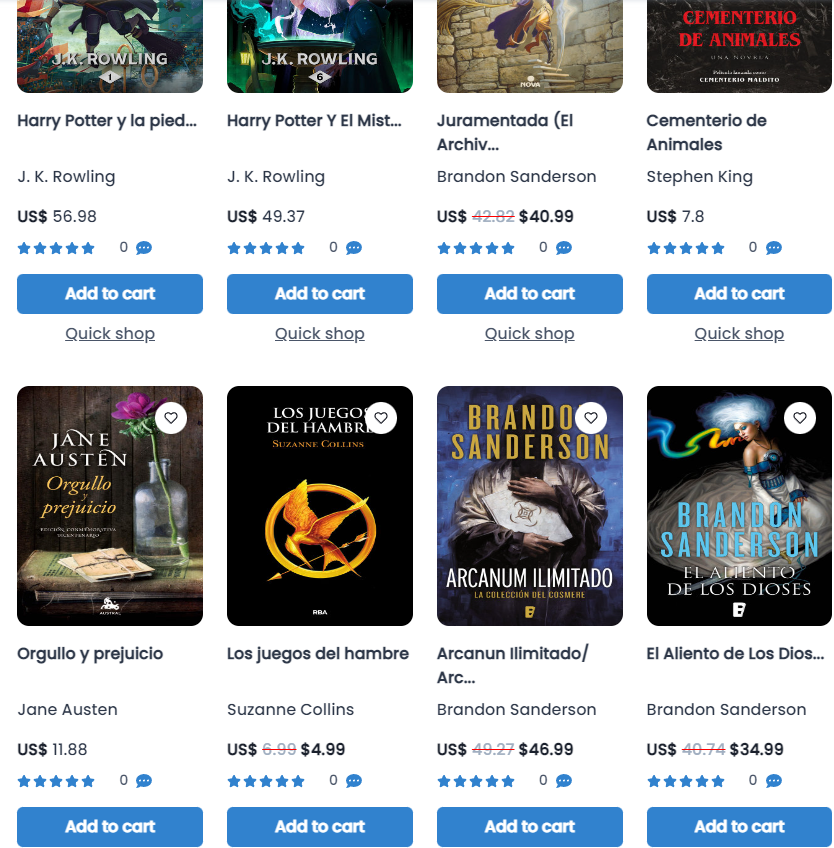 J.K. ROWLING
1
J.K. ROWLING
6
NOVA
CEMENTERIO
DE ANIMALES
UNA NOVELA
Película basada como
CEMENTERIO MALDITO
Harry Potter y la pied...
Harry Potter Y El Mist...
Juramentada (El
Archiv...
Cementerio de
Animales
J. K. Rowling
J. K. Rowling
Brandon Sanderson
Stephen King
US$ 56.98
US$ 49.37
US$ 42.82 $40.99
US$ 7.8
0
0
0
0
Add to cart
Add to cart
Add to cart
Add to cart
Quick shop
Quick shop
Quick shop
Quick shop
JANE
AUSTEN
Orgullo
y
prejuicio
EDICIÓN CONMEMORATIVA
BICENTENARIO
AUSTRAL
LOS JUEGOS
DEL HAMBRE
SUZANNE COLLINS
RBA
BRANDO
SANDERSON
ARCANUM ILIMITADO
LA COLECCIÓN DEL COSMERE
B
BRANDON
SANDERSON
EL ALIENTO
DE LOS DIOSES
B
Orgullo y prejuicio
Los juegos del hambre
Arcanun Ilimitado/
Arc...
El Aliento de Los Dios...
Jane Austen
Suzanne Collins
Brandon Sanderson
Brandon Sanderson
US$ 11.88
US$ 6.99 $4.99
US$ 49.27 $46.99
US$ 40.74 $34.99
0
0
0
0
Add to cart
Add to cart
Add to cart
Add to cart